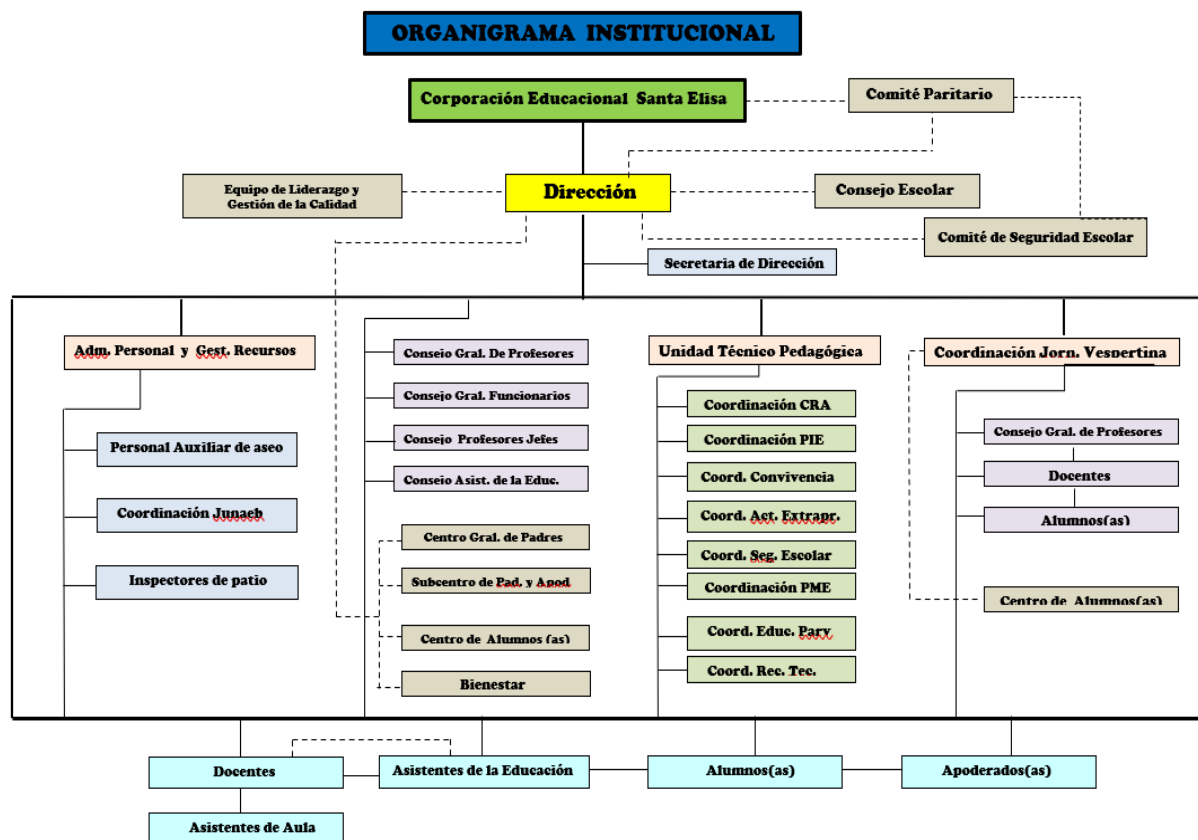 ORGANIGRAMA INSTITUCIONAL
Corporación Educacional Santa Elisa
Comité Paritario
Equipo de Liderazgo y
Gestión de la Calidad
Dirección
Consejo Escolar
Comité de Seguridad Escolar
Secretaria de Dirección
Adm. Personal y Gest. Recursos
Personal Auxiliar de aseo
Coordinación Junaeb
Inspectores de patio
Consejo Gral. De Profesores
Consejo Gral. Funcionarios
Consejo Profesores Jefes
Consejo Asist. de la Educ.
Centro Gral. de Padres
Subcentro de Pad. y Apod
Centro de Alumnos (as)
Bienestar
Unidad Técnico Pedagógica
Coordinación CRA
Coordinación PIE
Coord. Convivencia
Coord. Act. Extrapr.
Coord. Seg. Escolar
Coordinación PME
Coord. Educ. Parv
Coord. Rec. Tec.
Coordinación Jorn. Vespertina
Consejo Gral. de Profesores
Docentes
Alumnos(as)
Centro de Alumnos(as)
Docentes
Asistentes de la Educación
Alumnos(as)
Apoderados(as)
Asistentes de Aula